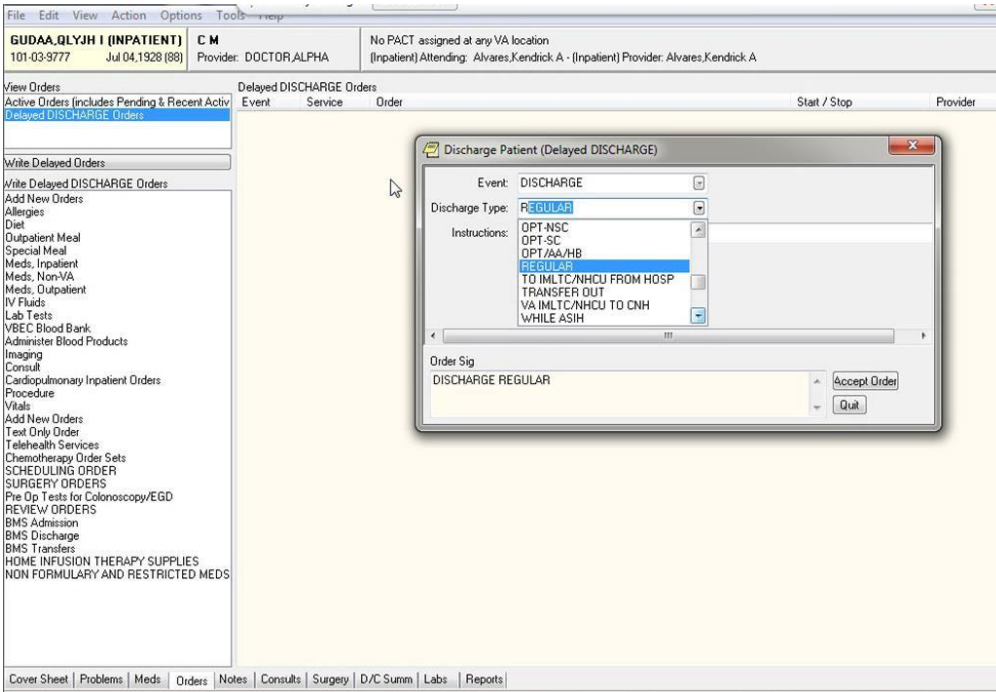 File Edit View Action Options Tools Help
GUDAA,QLYJH I (INPATIENT)
101-03-9777 Jul 04,1928 (88)
C M
Provider: DOCTOR,ALPHA
No PACT assigned at any VA location
(Inpatient) Attending: Alvares,Kendrick A - (Inpatient) Provider: Alvares,Kendrick A
View Orders
Active Orders (includes Pending & Recent Activ
Delayed DISCHARGE Orders
Write Delayed Orders
Write Delayed DISCHARGE Orders
Add New Orders
Allergies
Diet
Outpatient Meal
Special Meal
Meds, Inpatient
Meds, Non-VA
Meds, Outpatient
IV Fluids
Lab Tests
VBEC Blood Bank
Administer Blood Products
Imaging
Consult
Cardiopulmonary Inpatient Orders
Procedure
Vitals
Add New Orders
Text Only Order
Telehealth Services
Chemotherapy Order Sets
SCHEDULING ORDER
SURGERY ORDERS
Pre Op Tests for Colonoscopy/EGD
REVIEW ORDERS
BMS Admission
BMS Discharge
BMS Transfers
HOME INFUSION THERAPY SUPPLIES
NON FORMULARY AND RESTRICTED MEDS
Delayed DISCHARGE Orders
Event Service Order Start / Stop Provider
Discharge Patient (Delayed DISCHARGE)
Event: DISCHARGE
Discharge Type: REGULAR
Instructions:
OPT-NSC
OPT-SC
OPT/AA/HB
REGULAR
TO IMLTC/NHCU FROM HOSP
TRANSFER OUT
VA IMLTC/NHCU TO CNH
WHILE ASIH
Order Sig
DISCHARGE REGULAR
Accept Order
Quit
Cover Sheet Problems Meds Orders Notes Consults Surgery D/C Summ Labs Reports